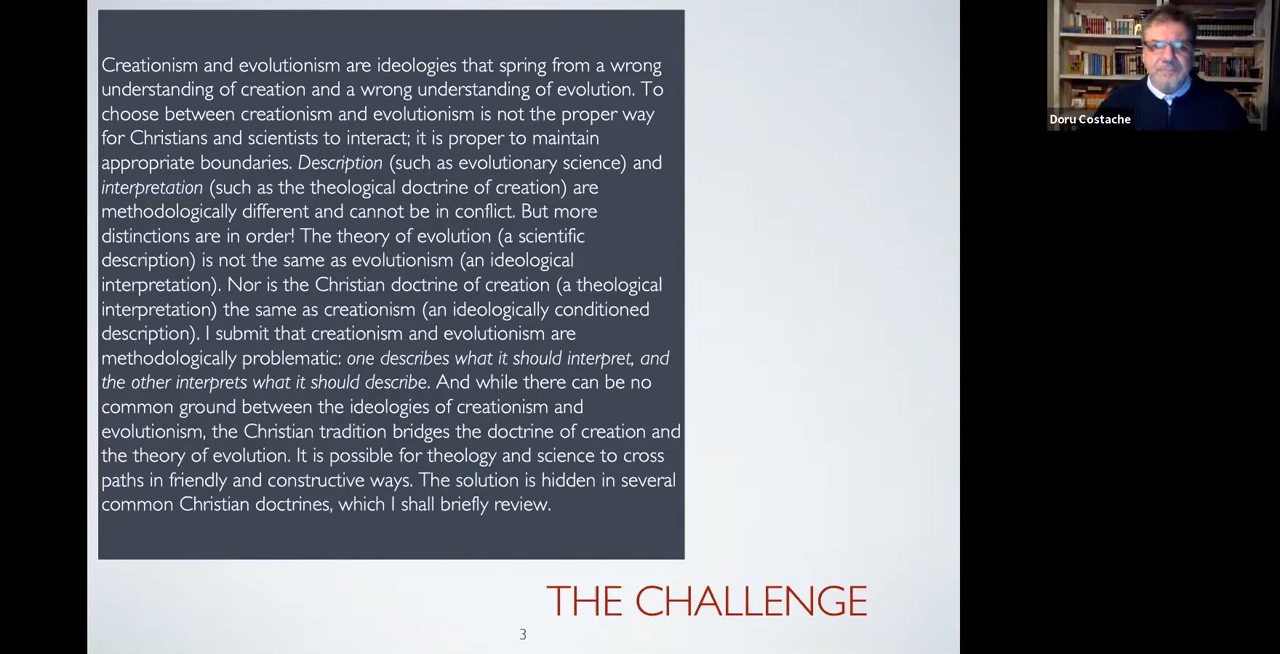 Creationism and evolutionism are ideologies that spring from a wrong
understanding of creation and a wrong understanding of evolution. To
choose between creationism and evolutionism is not the proper way
for Christians and scientists to interact; it is proper to maintain
appropriate boundaries. Description (such as evolutionary science) and
interpretation (such as the theological doctrine of creation) are
methodologically different and cannot be in conflict. But more
distinctions are in order! The theory of evolution (a scientific
description) is not the same as evolutionism (an ideological
interpretation). Nor is the Christian doctrine of creation (a theological
interpretation) the same as creationism (an ideologically conditioned
description). I submit that creationism and evolutionism are
methodologically problematic: one describes what it should interpret, and
the other interprets what it should describe. And while there can be no
common ground between the ideologies of creationism and
evolutionism, the Christian tradition bridges the doctrine of creation and
the theory of evolution. It is possible for theology and science to cross
paths in friendly and constructive ways. The solution is hidden in several
common Christian doctrines, which I shall briefly review.
THE CHALLENGE
3
Doru Costache